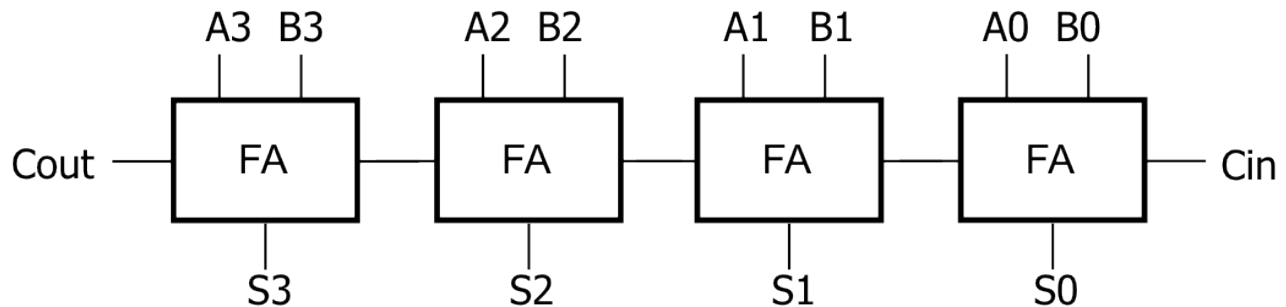 A3 B3 A2 B2 A1 B1 A0 B0
Cout FA FA FA FA Cin
S3 S2 S1 S0